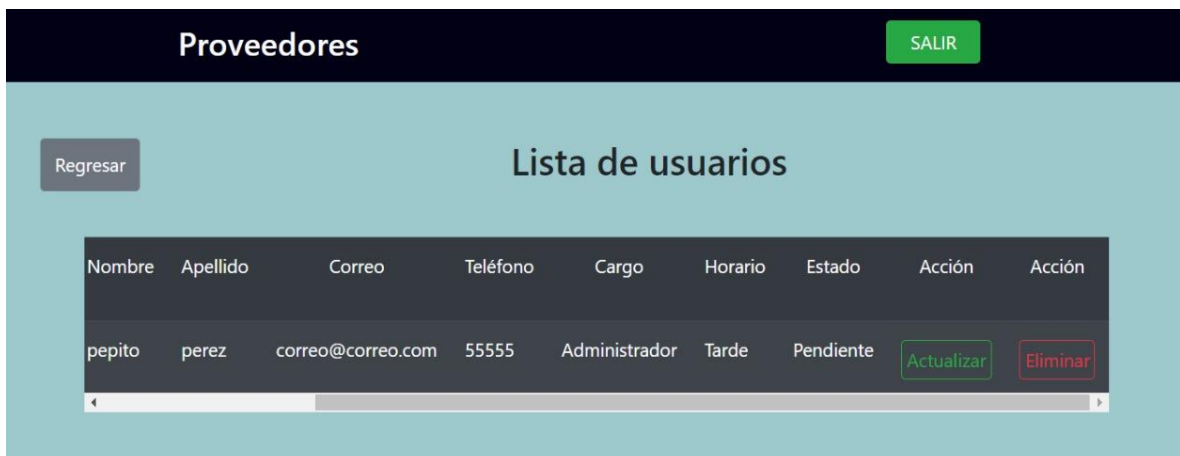 Proveedores SALIR
Regresar Lista de usuarios
Nombre Apellido Correo Teléfono Cargo Horario Estado Acción Acción
pepito perez correo@correo.com 55555 Administrador Tarde Pendiente Actualizar Eliminar